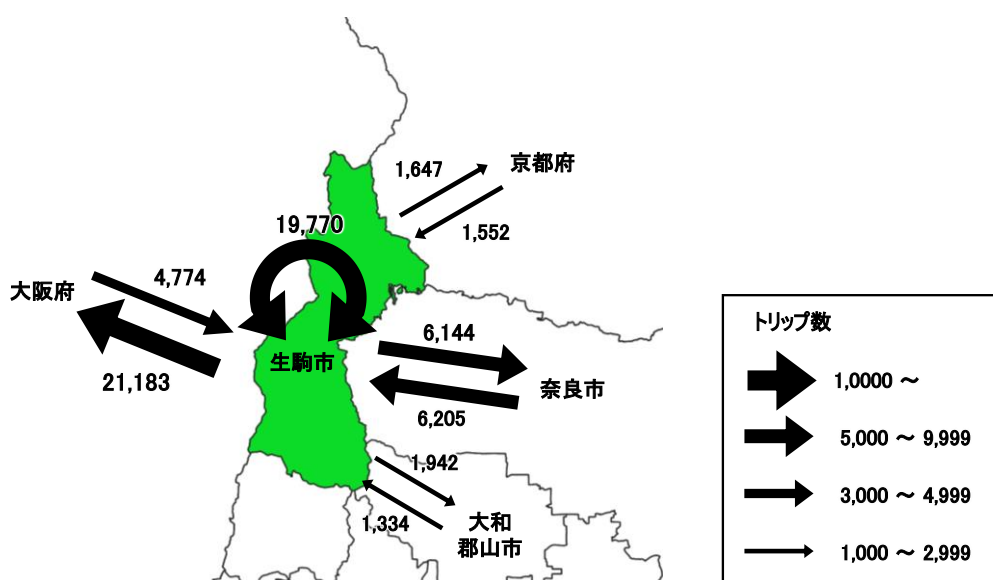 京都府
1,647
1,552
19,770
4,774
大阪府
21,183
生駒市
6,144
奈良市
6,205
1,942
1,334
大和
郡山市
トリップ数
1,0000 ～
5,000 ～ 9,999
3,000 ～ 4,999
1,000 ～ 2,999